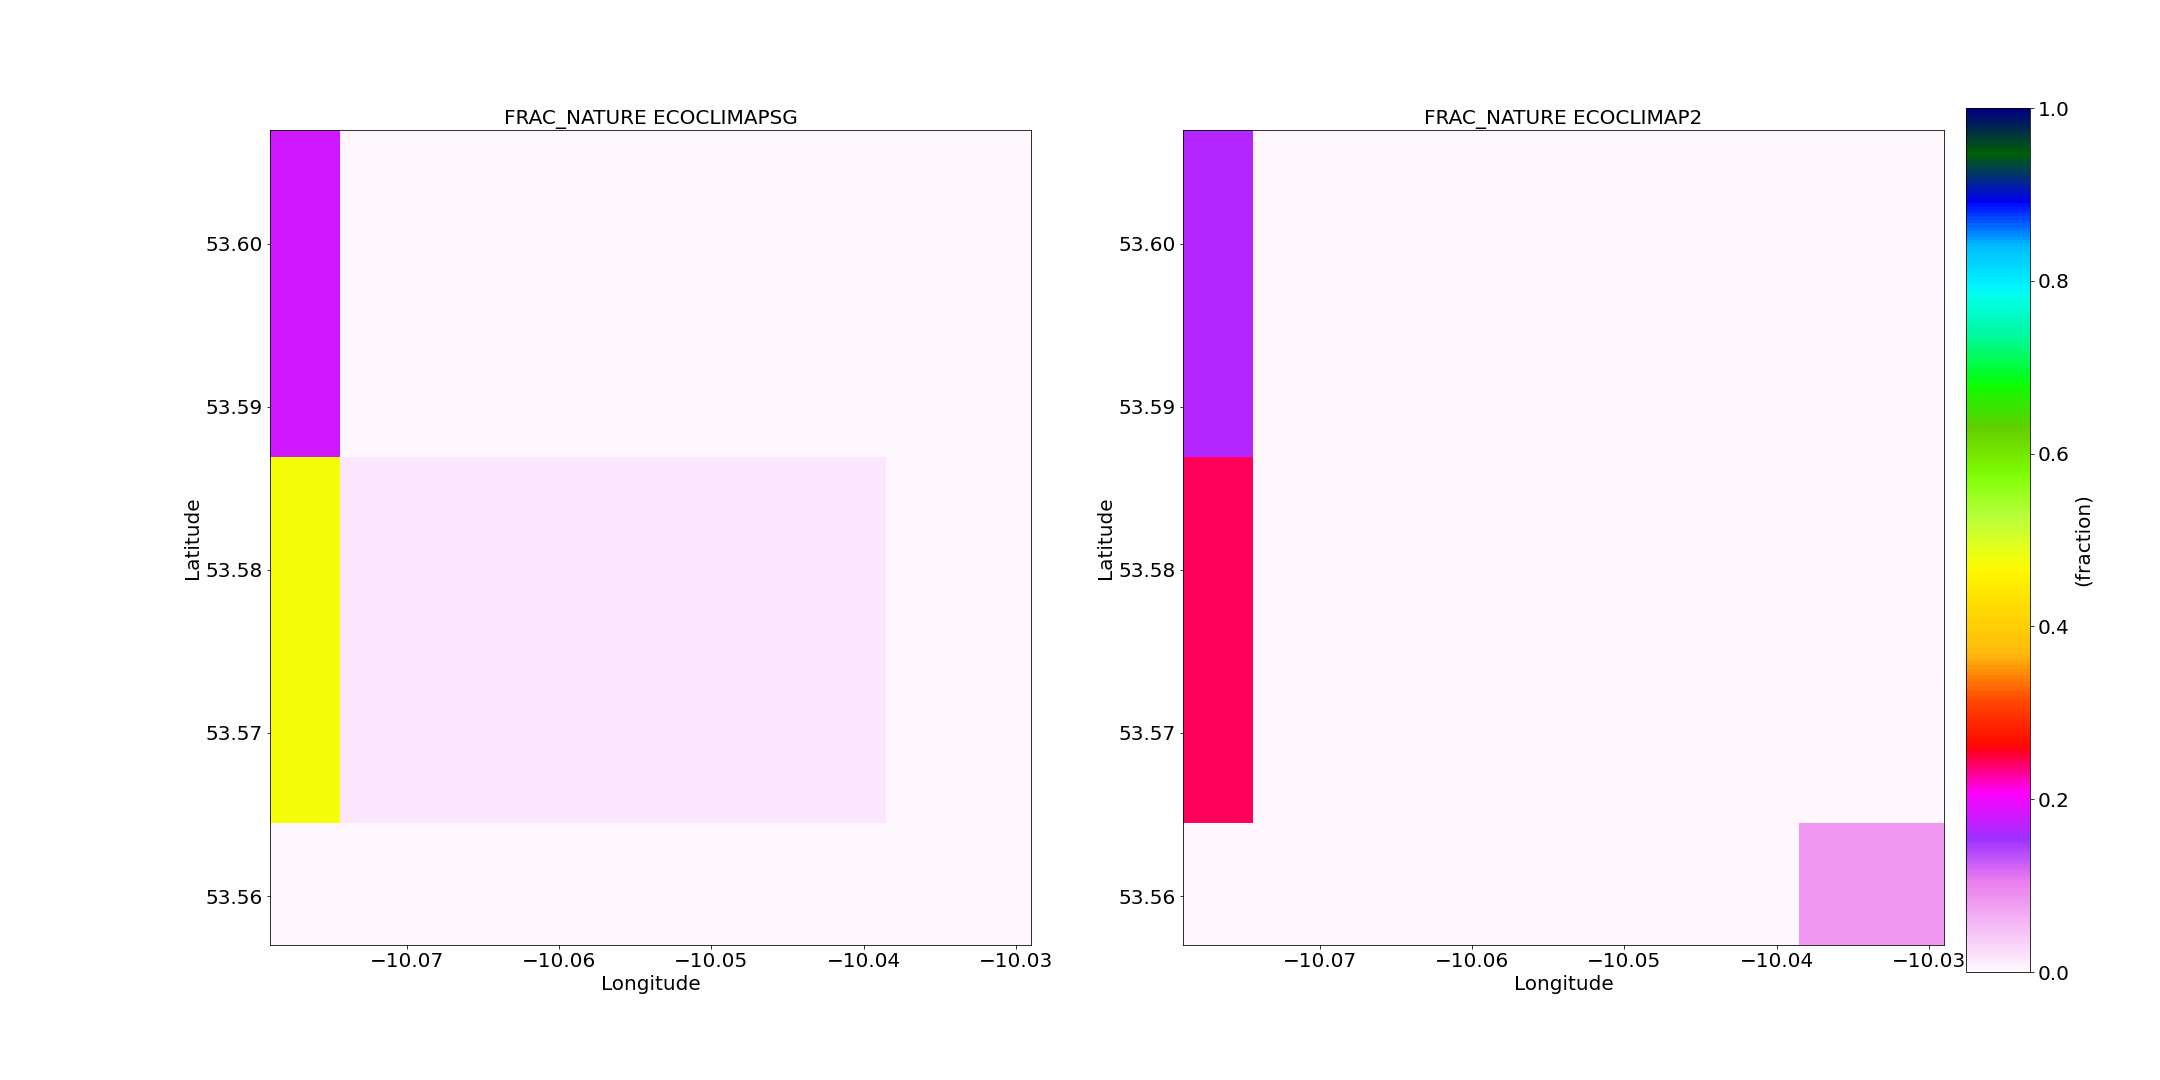 FRAC_NATURE ECOCLIMAPSG
53.60
53.59
53.58
53.57
53.56
Latitude
−10.07 −10.06 −10.05 −10.04 −10.03
Longitude
FRAC_NATURE ECOCLIMAP2
53.60
53.59
53.58
53.57
53.56
Latitude
−10.07 −10.06 −10.05 −10.04 −10.03
Longitude
1.0
0.8
0.6
0.4
0.2
0.0
(fraction)